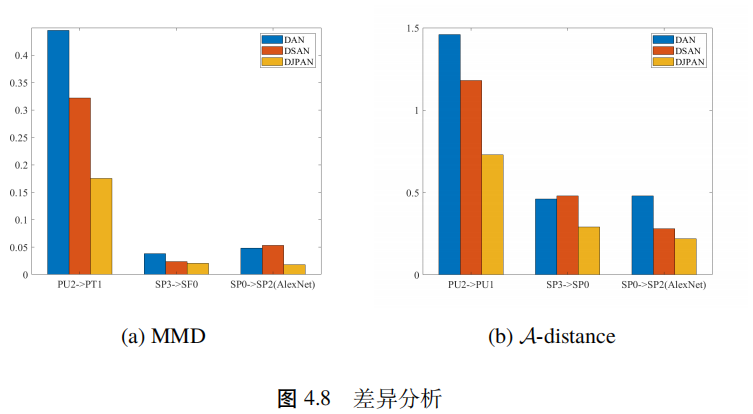 0.4
0.35
0.3
0.25
0.2
0.15
0.1
0.05
0
DAN
DSAN
DJPAN
PU2->PT1 SP3->SF0 SP0->SP2(AlexNet)
(a) MMD
1.5
1
0.5
0
DAN
DSAN
DJPAN
PU2->PU1 SP3->SP0 SP0->SP2(AlexNet)
(b) 𝒜-distance
图 4.8 差异分析